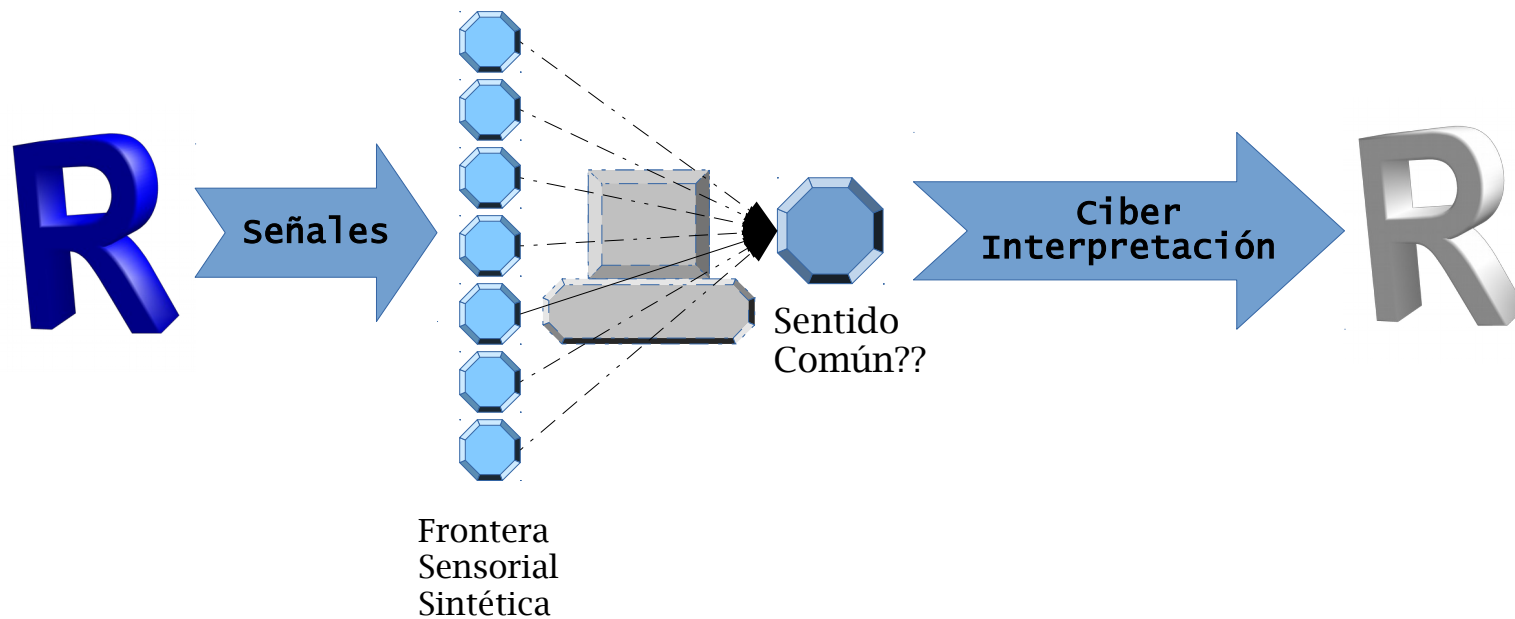 R
Señales
Frontera
Sensorial
Sintética
Sentido
Común??
Ciber
Interpretación
R